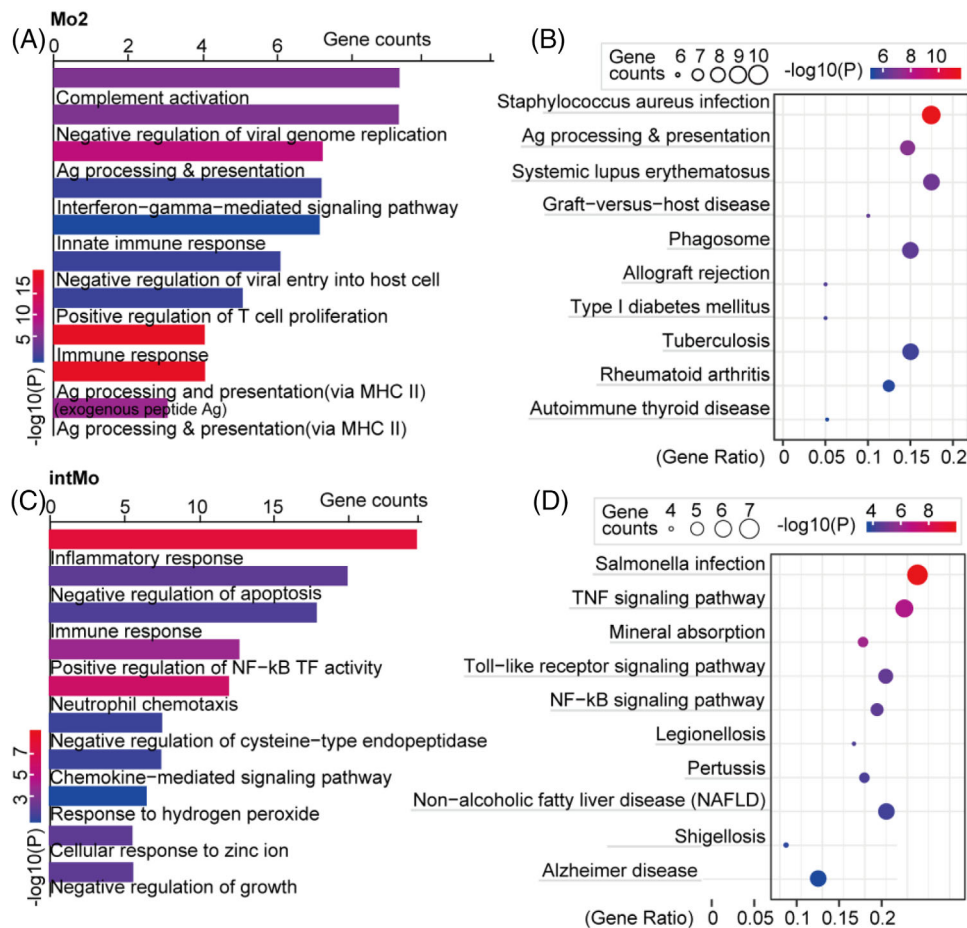 Mo2
(A)
0 2 4 6 Gene counts
Complement activation
Negative regulation of viral genome replication
Ag processing & presentation
Interferon-gamma-mediated signaling pathway
Innate immune response
Negative regulation of viral entry into host cell
Positive regulation of T cell proliferation
Immune response
Ag processing and presentation(via MHC II)
(exogenous peptide Ag)
Ag processing & presentation(via MHC II)
-log10(P) 5 10 15
(B)
Gene counts 6 7 8 9 10
-log10(P) 6 8 10
Staphylococcus aureus infection
Ag processing & presentation
Systemic lupus erythematosus
Graft-versus-host disease
Phagosome
Allograft rejection
Type I diabetes mellitus
Tuberculosis
Rheumatoid arthritis
Autoimmune thyroid disease
(Gene Ratio) 0 0.05 0.1 0.15 0.2
intMo
(C)
0 5 10 15 Gene counts
Inflammatory response
Negative regulation of apoptosis
Immune response
Positive regulation of NF-kB TF activity
Neutrophil chemotaxis
Negative regulation of cysteine-type endopeptidase
Chemokine-mediated signaling pathway
Response to hydrogen peroxide
Cellular response to zinc ion
Negative regulation of growth
-log10(P) 3 5 7
(D)
Gene counts 4 5 6 7
-log10(P) 4 6 8
Salmonella infection
TNF signaling pathway
Mineral absorption
Toll-like receptor signaling pathway
NF-kB signaling pathway
Legionellosis
Pertussis
Non-alcoholic fatty liver disease (NAFLD)
Shigellosis
Alzheimer disease
(Gene Ratio) 0 0.05 0.1 0.15 0.2